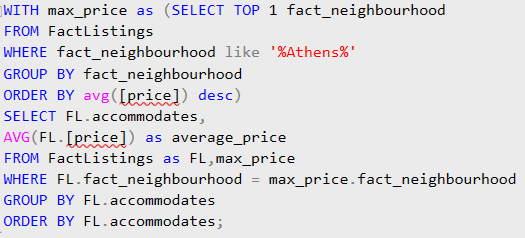 WITH max_price as (SELECT TOP 1 fact_neighbourhood
FROM FactListings
WHERE fact_neighbourhood like '%Athens%'
GROUP BY fact_neighbourhood
ORDER BY avg([price]) desc)
SELECT FL.accommodates,
AVG(FL.[price]) as average_price
FROM FactListings as FL,max_price
WHERE FL.fact_neighbourhood = max_price.fact_neighbourhood
GROUP BY FL.accommodates
ORDER BY FL.accommodates;